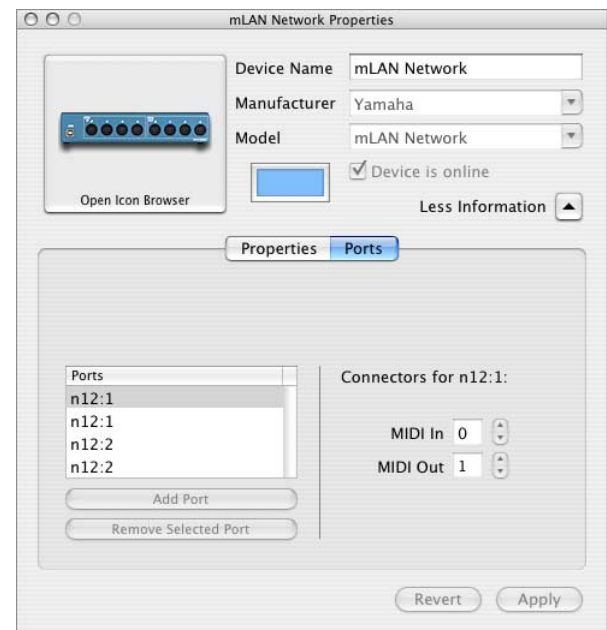 mLAN Network Properties
Device Name mLAN Network
Manufacturer Yamaha
Model mLAN Network
Device is online
Open Icon Browser
Less Information
Properties Ports
Ports
n12:1
n12:1
n12:2
n12:2
Add Port
Remove Selected Port
Connectors for n12:1:
MIDI In 0
MIDI Out 1
Revert Apply